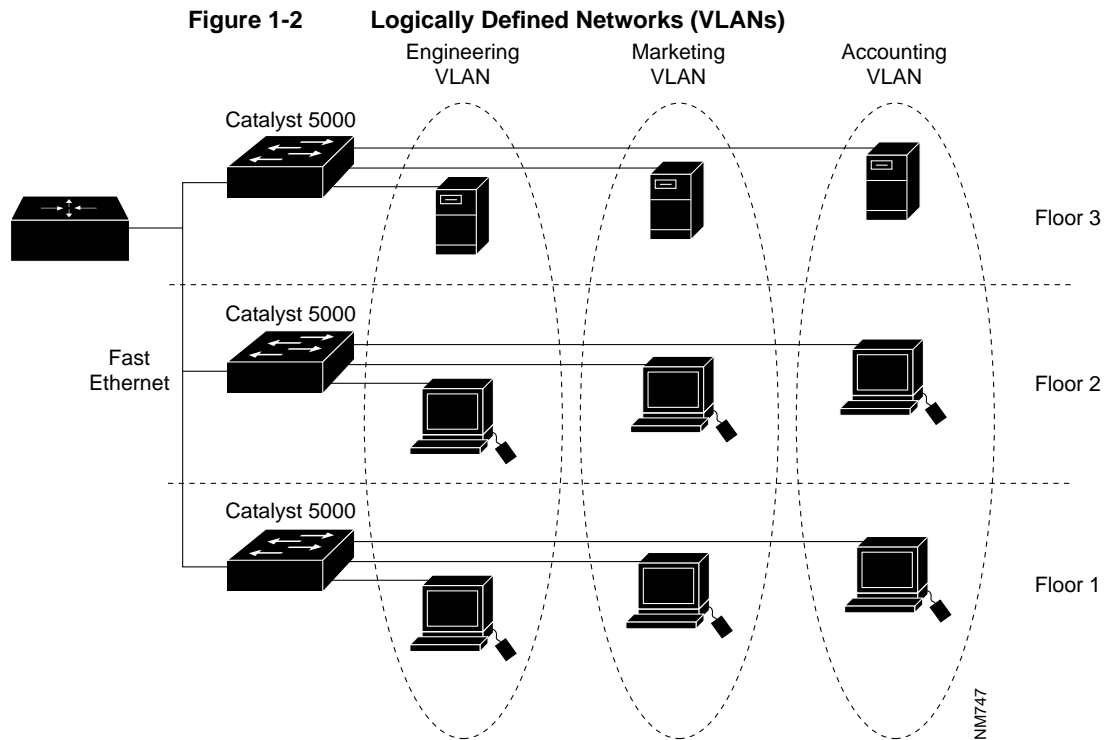 Figure 1-2 Logically Defined Networks (VLANs)
Engineering
VLAN
Marketing
VLAN
Accounting
VLAN
Catalyst 5000
Floor 3
Catalyst 5000
Fast
Ethernet
Floor 2
Catalyst 5000
Floor 1
NM747